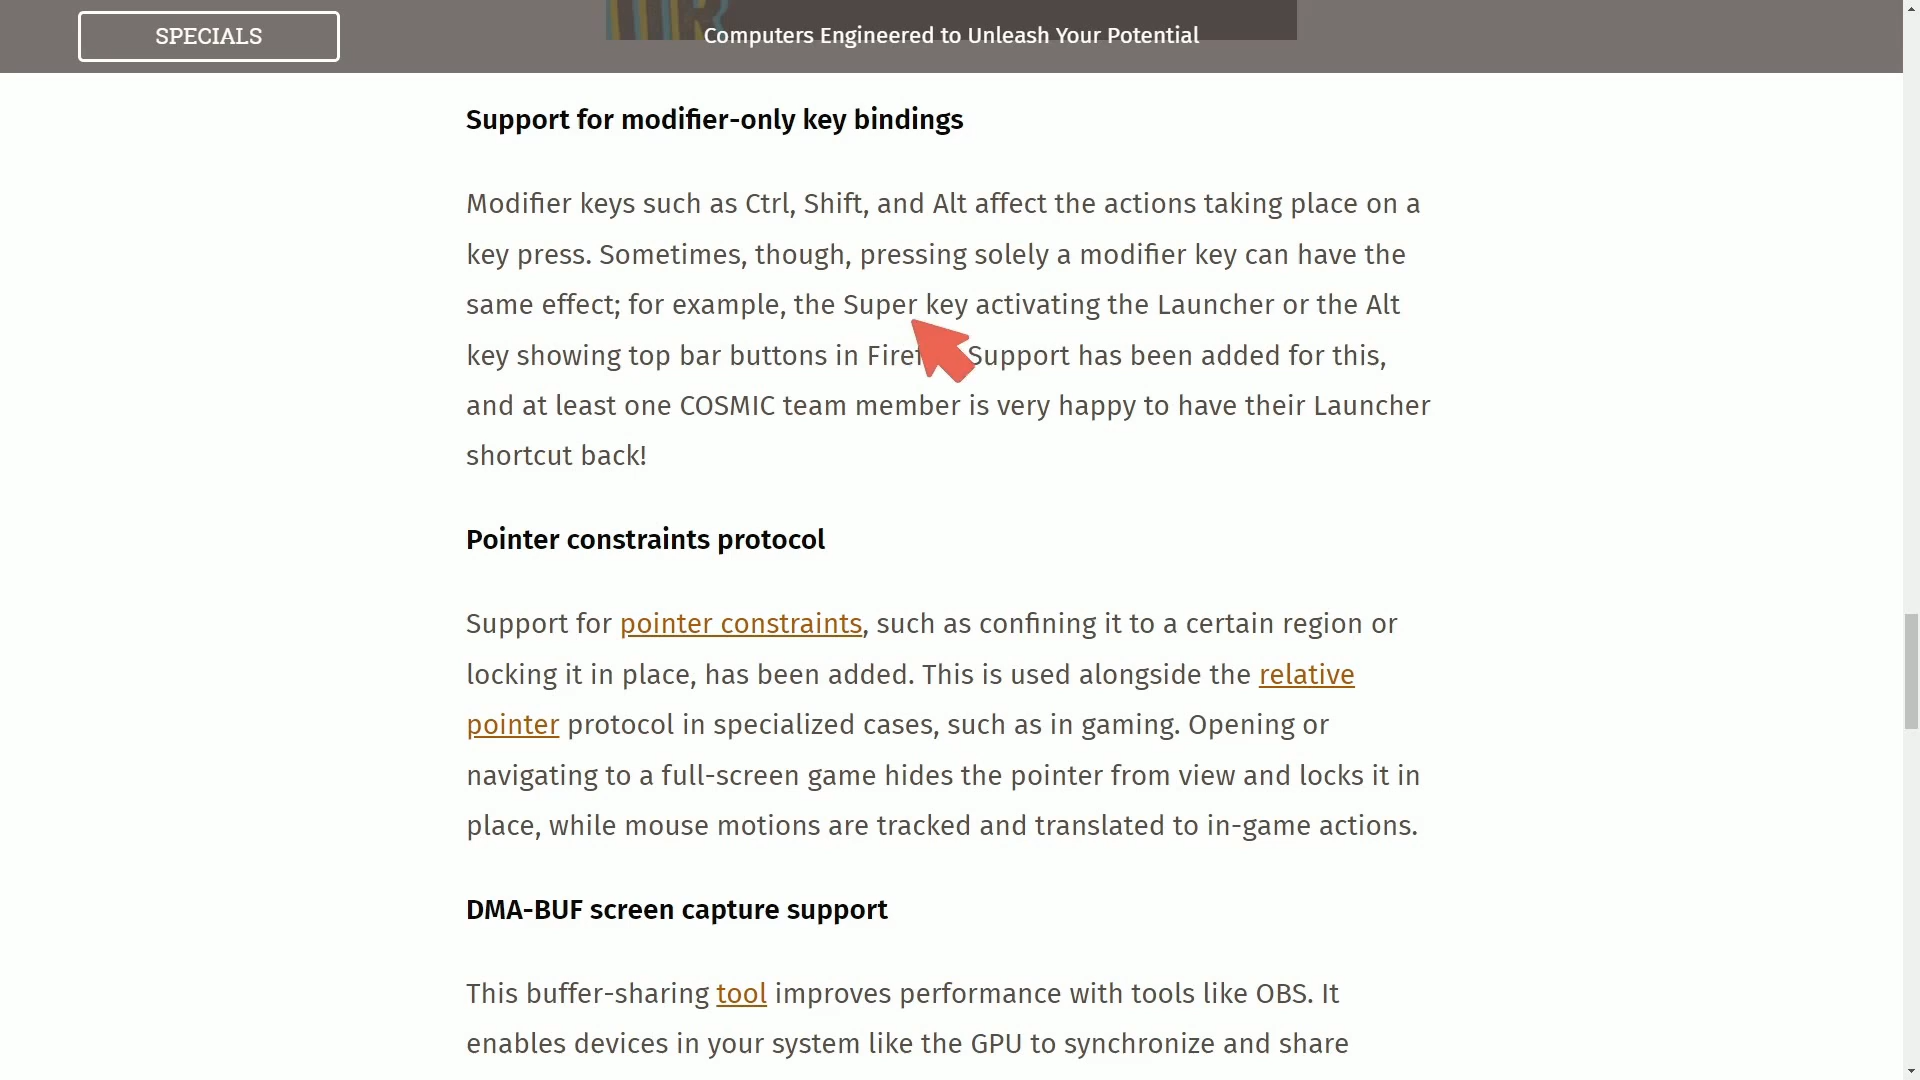 SPECIALS
Computers Engineered to Unleash Your Potential
Support for modifier-only key bindings
Modifier keys such as Ctrl, Shift, and Alt affect the actions taking place on a
key press. Sometimes, though, pressing solely a modifier key can have the
same effect; for example, the Super key activating the Launcher or the Alt
key showing top bar buttons in Support has been added for this,
and at least one COSMIC team member is very happy to have their Launcher
shortcut back!
Pointer constraints protocol
Support for pointer constraints, such as confining it to a certain region or
locking it in place, has been added. This is used alongside the relative
pointer protocol in specialized cases, such as in gaming. Opening or
navigating to a full-screen game hides the pointer from view and locks it in
place, while mouse motions are tracked and translated to in-game actions.
DMA-BUF screen capture support
This buffer-sharing tool improves performance with tools like OBS. It
enables devices in your system like the GPU to synchronize and share